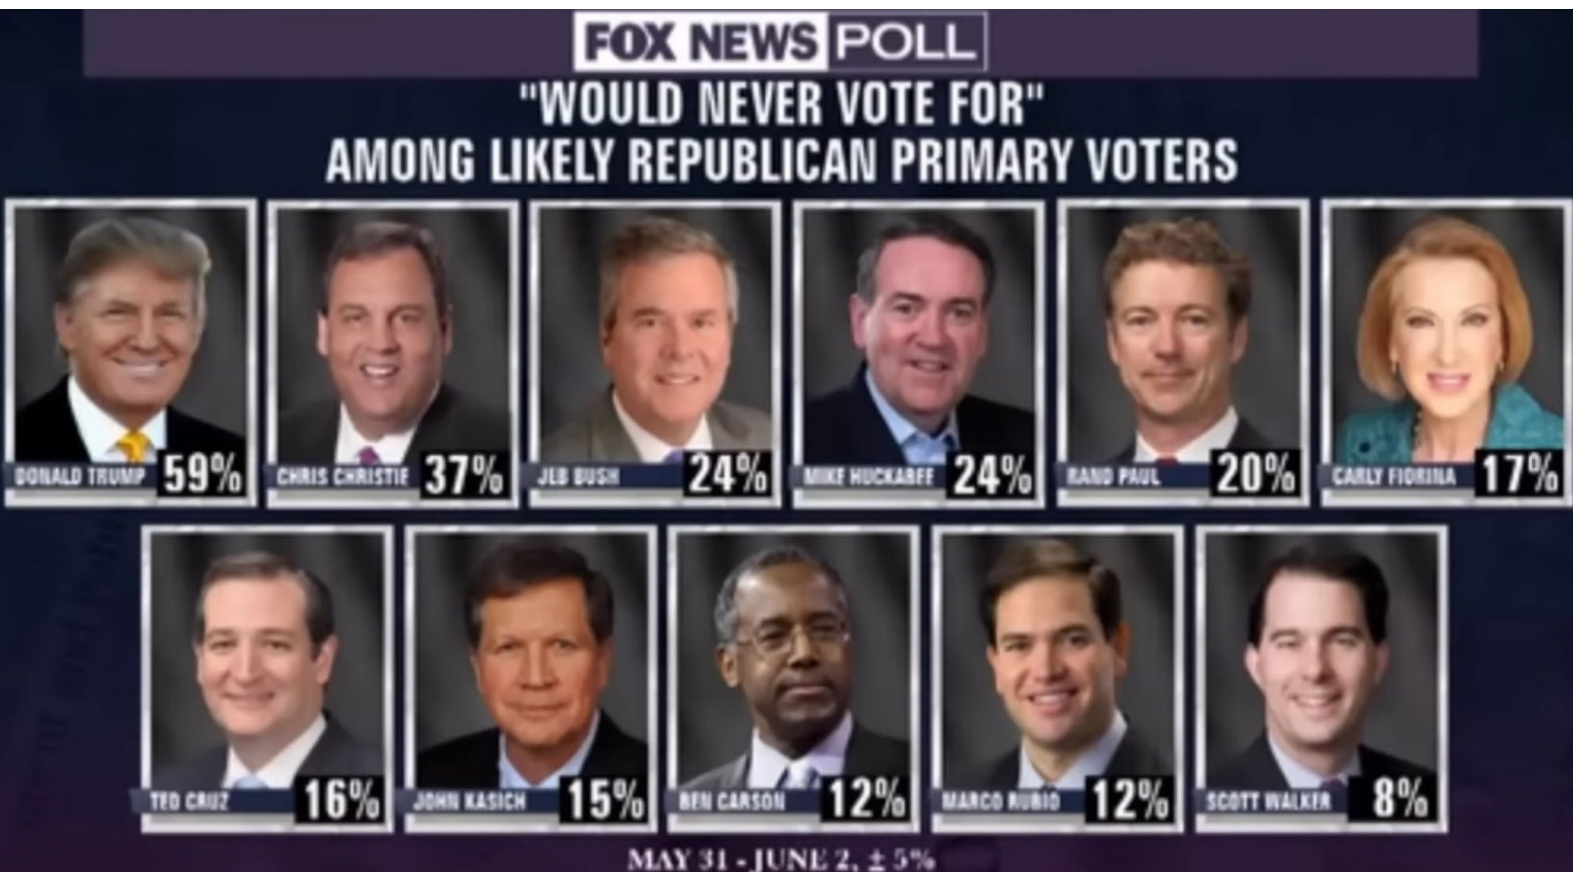 FOX NEWS POLL
"WOULD NEVER VOTE FOR"
AMONG LIKELY REPUBLICAN PRIMARY VOTERS
DONALD TRUMP 59%
CHRIS CHRISTIE 37%
JEB BUSH 24%
MIKE HUCKABEE 24%
RAND PAUL 20%
CARLY FIORINA 17%
TED CRUZ 16%
JOHN KASICH 15%
BEN CARSON 12%
MARCO RUBIO 12%
SCOTT WALKER 8%
MAY 31 - JUNE 2, ± 5%